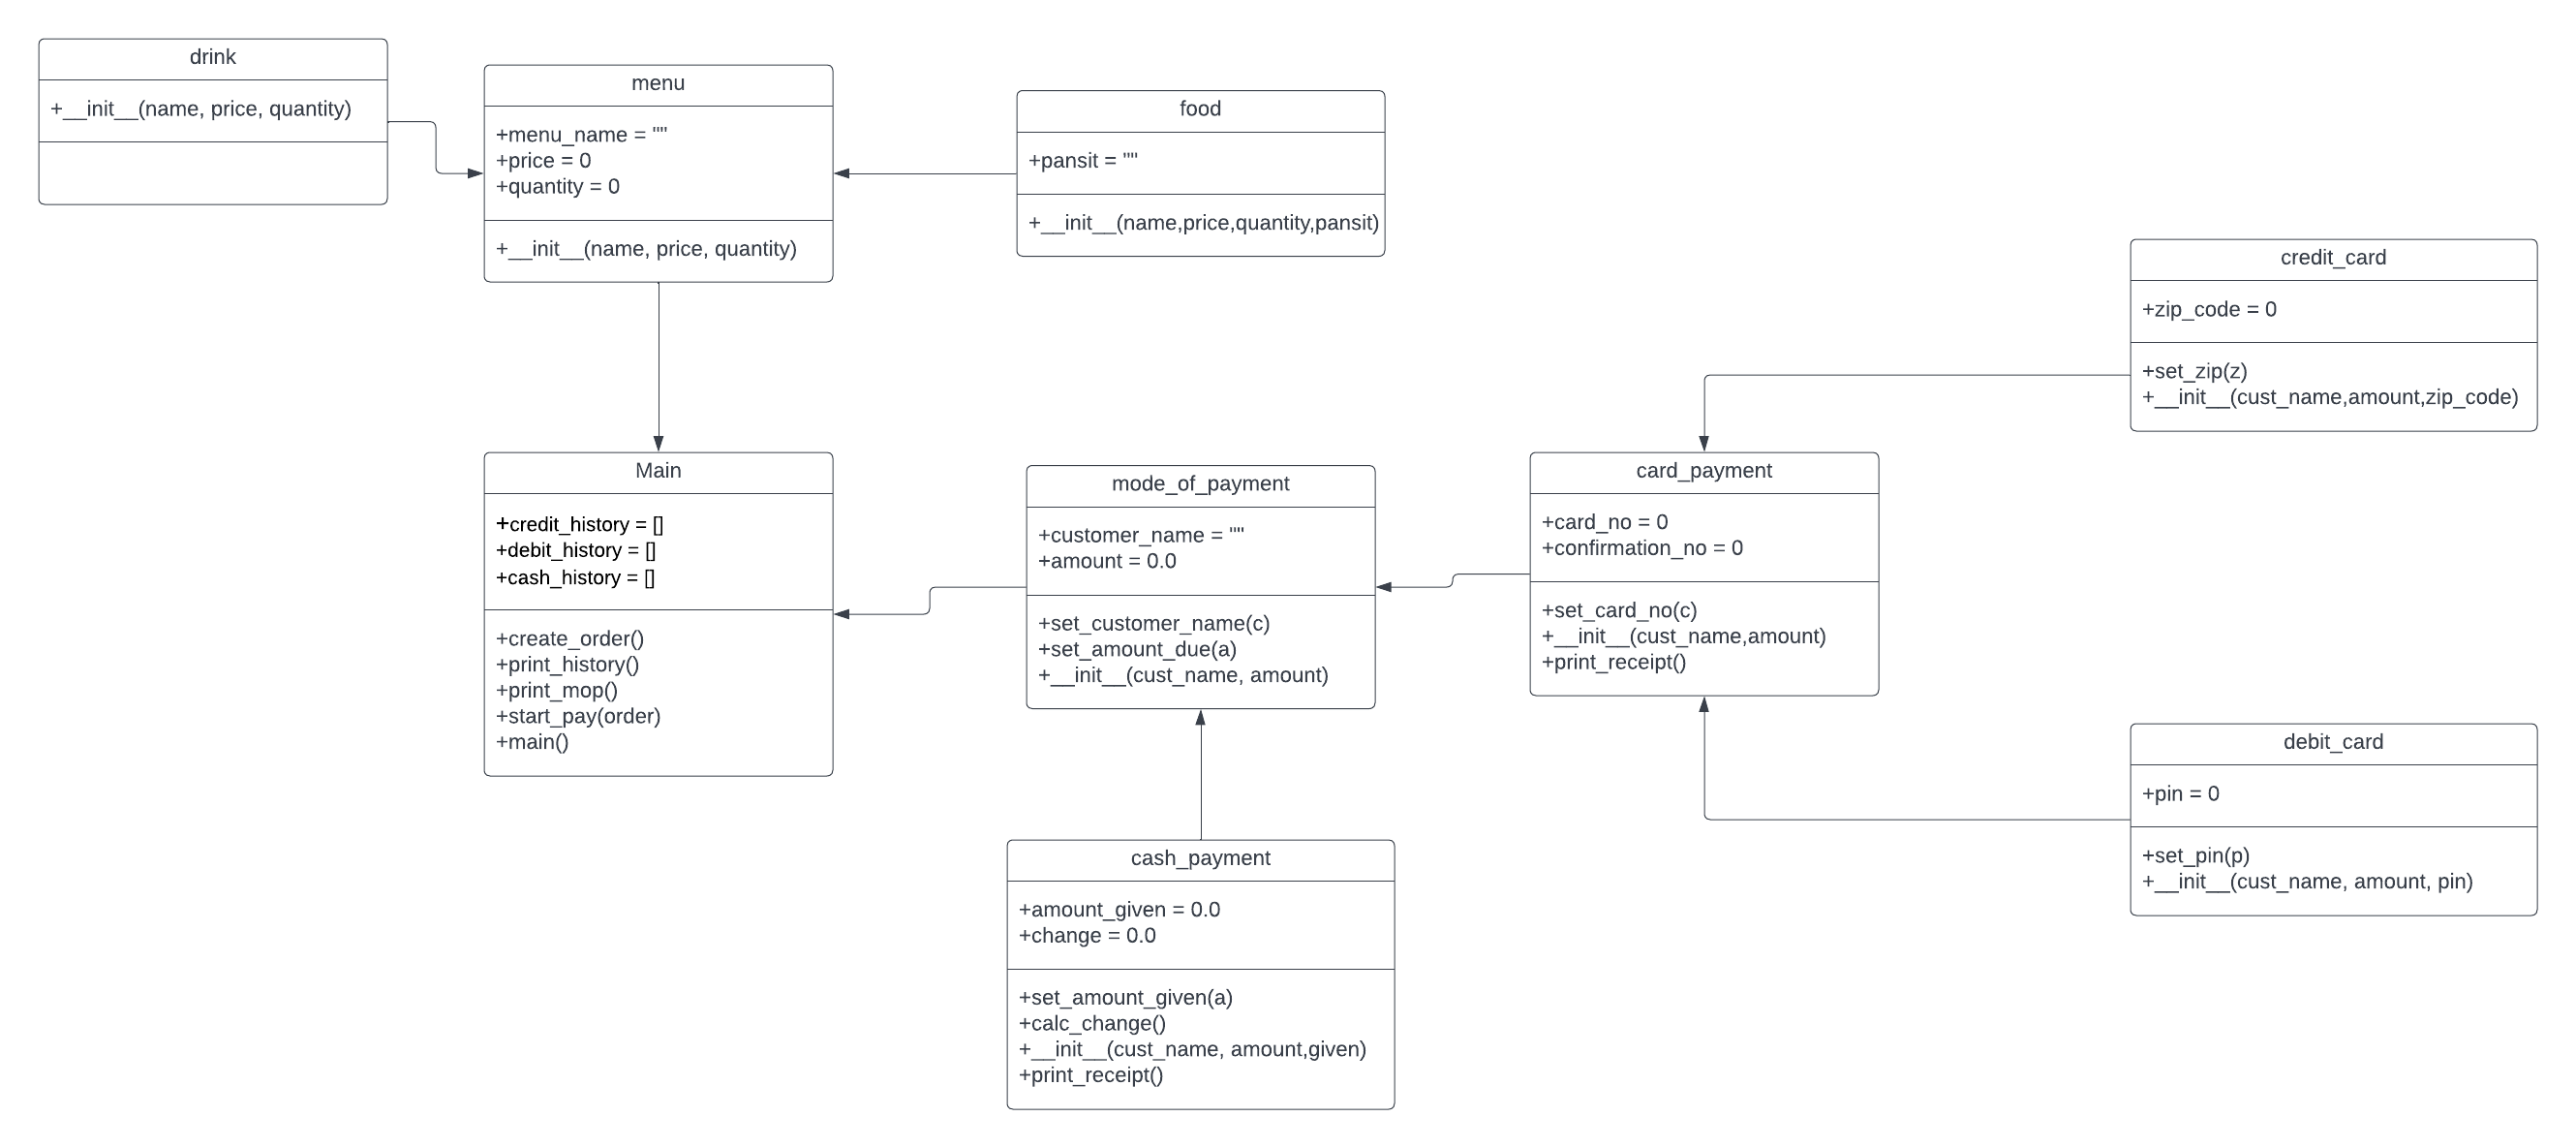 drink
+__init__(name, price, quantity)
menu
+menu_name = ""
+price = 0
+quantity = 0
+__init__(name, price, quantity)
food
+pansit = ""
+__init__(name,price,quantity,pansit)
credit_card
+zip_code = 0
+set_zip(z)
+__init__(cust_name,amount,zip_code)
Main
+credit_history = []
+debit_history = []
+cash_history = []
+create_order()
+print_history()
+print_mop()
+start_pay(order)
+main()
mode_of_payment
+customer_name = ""
+amount = 0.0
+set_customer_name(c)
+set_amount_due(a)
+__init__(cust_name, amount)
card_payment
+card_no = 0
+confirmation_no = 0
+set_card_no(c)
+__init__(cust_name,amount)
+print_receipt()
debit_card
+pin = 0
+set_pin(p)
+__init__(cust_name, amount, pin)
cash_payment
+amount_given = 0.0
+change = 0.0
+set_amount_given(a)
+calc_change()
+__init__(cust_name, amount,given)
+print_receipt()